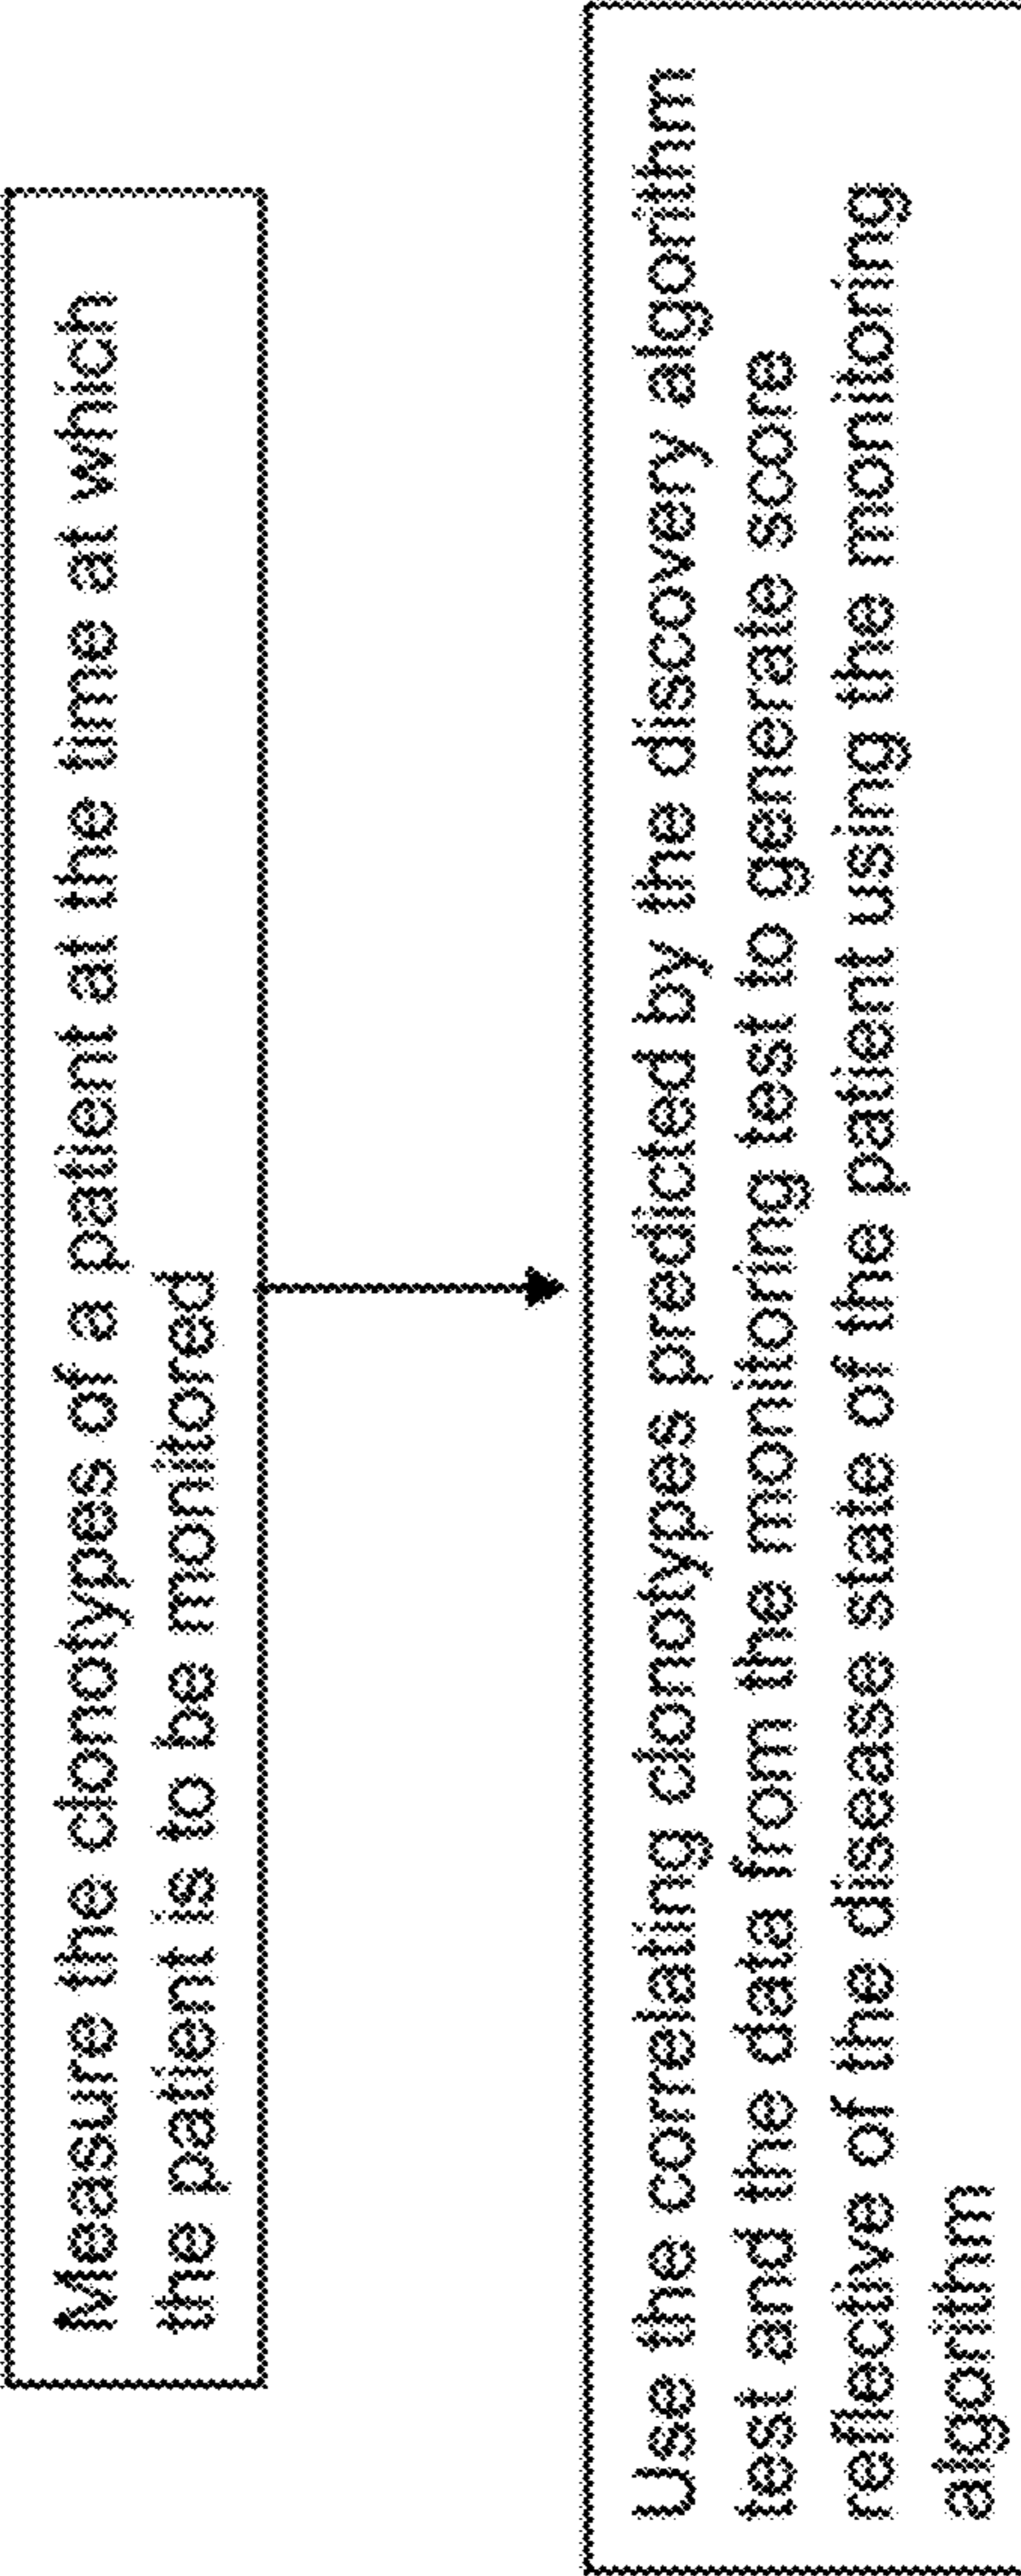 Measure the clonotypes of a patient at the time at which
the patient is to be monitored
Use the correlating clonotypes predicted by the discovery algorithm
test and the data from the monitoring test to generate score
reflective of the disease state of the patient using the monitoring
algorithm